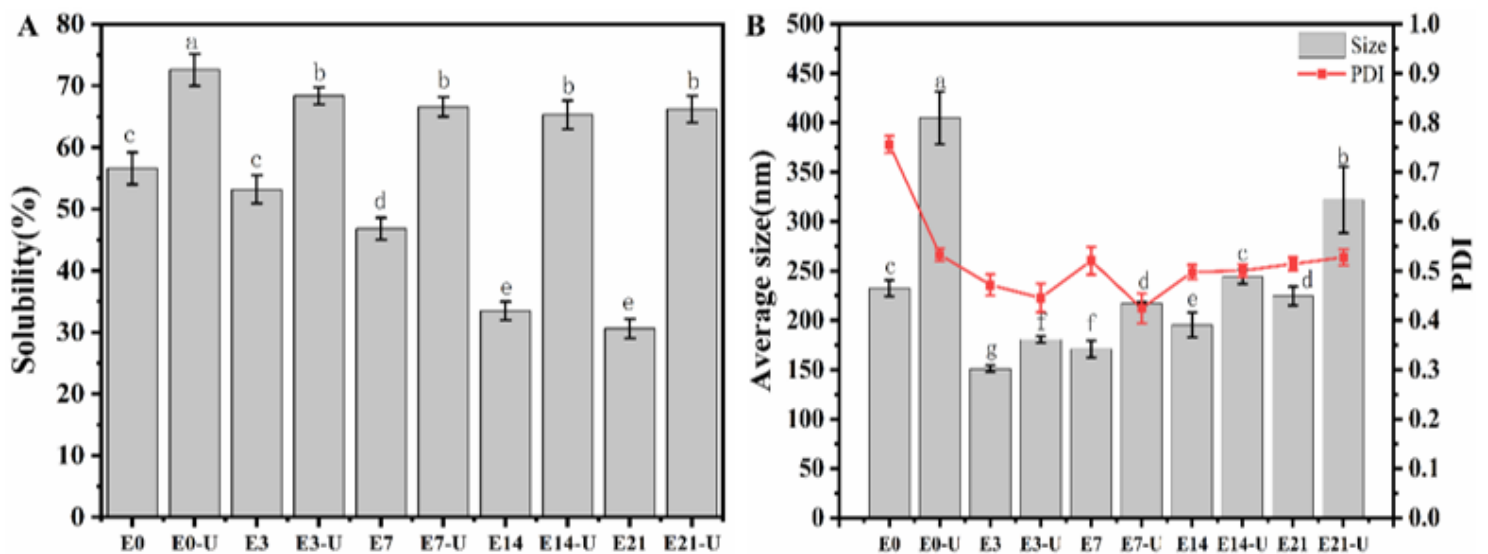 A
Solubility(%)
80
70
60
50
40
30
20
10
0
c
a
c
b
d
b
e
b
e
b
E0 E0-U E3 E3-U E7 E7-U E14 E14-U E21 E21-U
B
Average size(nm)
500
450
400
350
300
250
200
150
100
50
0
Size
PDI
c
a
g
f
f
d
e
c
d
b
1.0
0.9
0.8
0.7
0.6
0.5
0.4
0.3
0.2
0.1
0.0
PDI
E0 E0-U E3 E3-U E7 E7-U E14 E14-U E21 E21-U